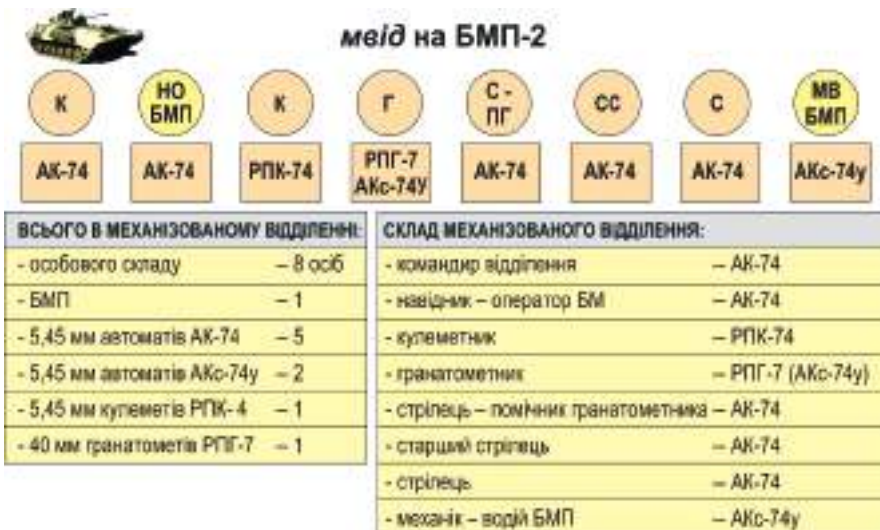 мвід на БМП-2
К НО БМП К Г С - ПГ СС С МВ БМП
АК-74 АК-74 РПК-74 РПГ-7 АКс-74У АК-74 АК-74 АК-74 АКс-74у
ВСЬОГО В МЕХАНІЗОВАНОМУ ВІДДІЛЕННІ:
- особового складу – 8 осіб
- БМП – 1
- 5,45 мм автоматів АК-74 – 5
- 5,45 мм автоматів АКс-74у – 2
- 5,45 мм кулеметів РПК- 4 – 1
- 40 мм гранатометів РПГ-7 – 1
СКЛАД МЕХАНІЗОВАНОГО ВІДДІЛЕННЯ:
- командир відділення – АК-74
- навідник – оператор БМ – АК-74
- кулеметник – РПК-74
- гранатометник – РПГ-7 (АКс-74у)
- стрілець – помічник гранатометника – АК-74
- старший стрілець – АК-74
- стрілець – АК-74
- механік – водій БМП – АКс-74у